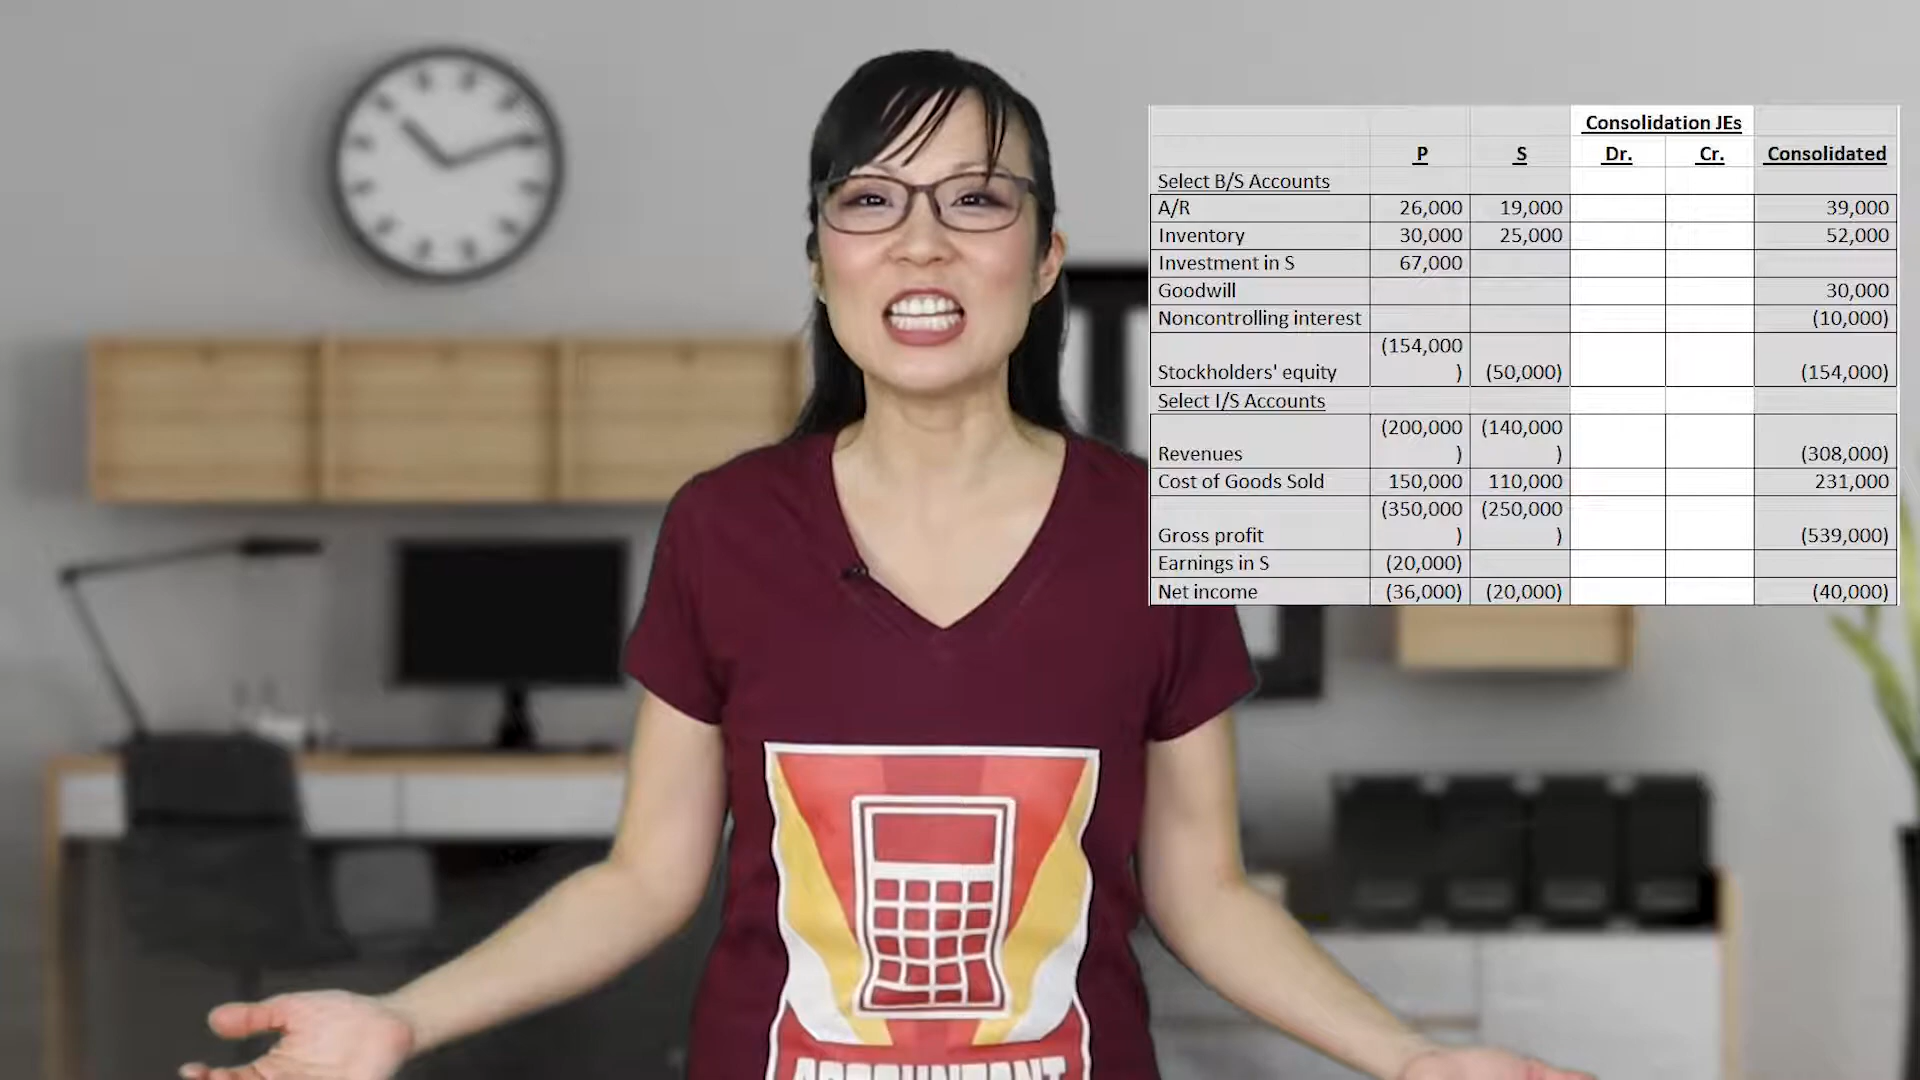 Consolidation JEs
P S Dr. Cr. Consolidated
Select B/S Accounts
A/R 26,000 19,000 39,000
Inventory 30,000 25,000 52,000
Investment in S 67,000
Goodwill 30,000
Noncontrolling interest (10,000)
(154,000
Stockholders' equity ) (50,000) (154,000)
Select I/S Accounts
(200,000 (140,000
Revenues ) ) (308,000)
Cost of Goods Sold 150,000 110,000 231,000
(350,000 (250,000
Gross profit ) ) (539,000)
Earnings in S (20,000)
Net income (36,000) (20,000) (40,000)
ACCOUNTANT